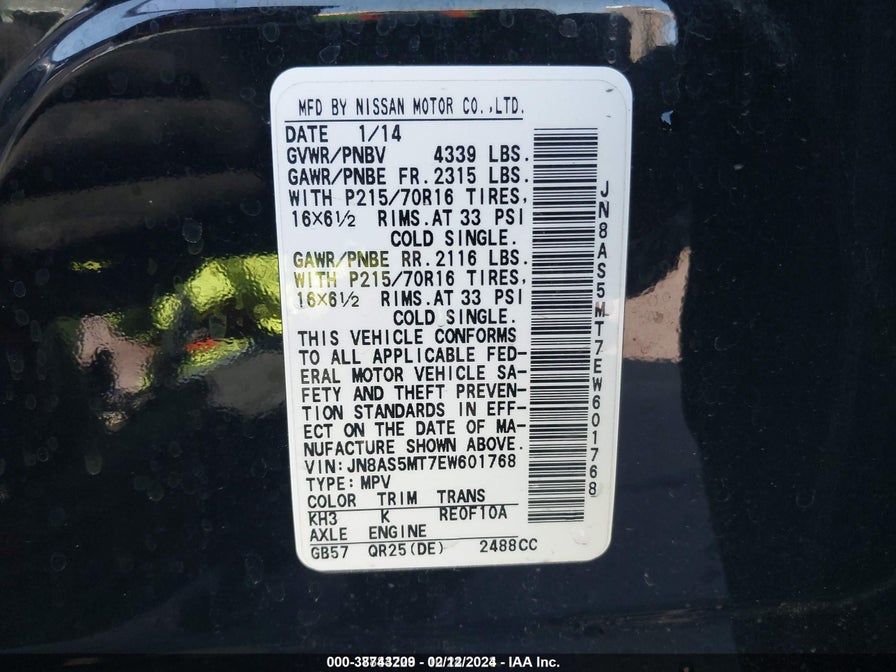 MFD BY NISSAN MOTOR CO.,LTD.
DATE 1/14
GVWR/PNBV 4339 LBS.
GAWR/PNBE FR.2315 LBS.
WITH P215/70R16 TIRES,
16X6½ RIMS.AT 33 PSI
COLD SINGLE.
GAWR/PNBE RR.2116 LBS.
WITH P215/70R16 TIRES,
16X6½ RIMS.AT 33 PSI
COLD SINGLE.
THIS VEHICLE CONFORMS
TO ALL APPLICABLE FED-
ERAL MOTOR VEHICLE SA-
FETY AND THEFT PREVEN-
TION STANDARDS IN EFF-
ECT ON THE DATE OF MA-
NUFACTURE SHOWN ABOVE.
VIN:JN8AS5MT7EW601768
TYPE:MPV
COLOR TRIM TRANS
KH3 K RE0F10A
AXLE ENGINE
GB57 QR25(DE) 2488CC
JN8AS5MT7EW601768
- IAA Inc.